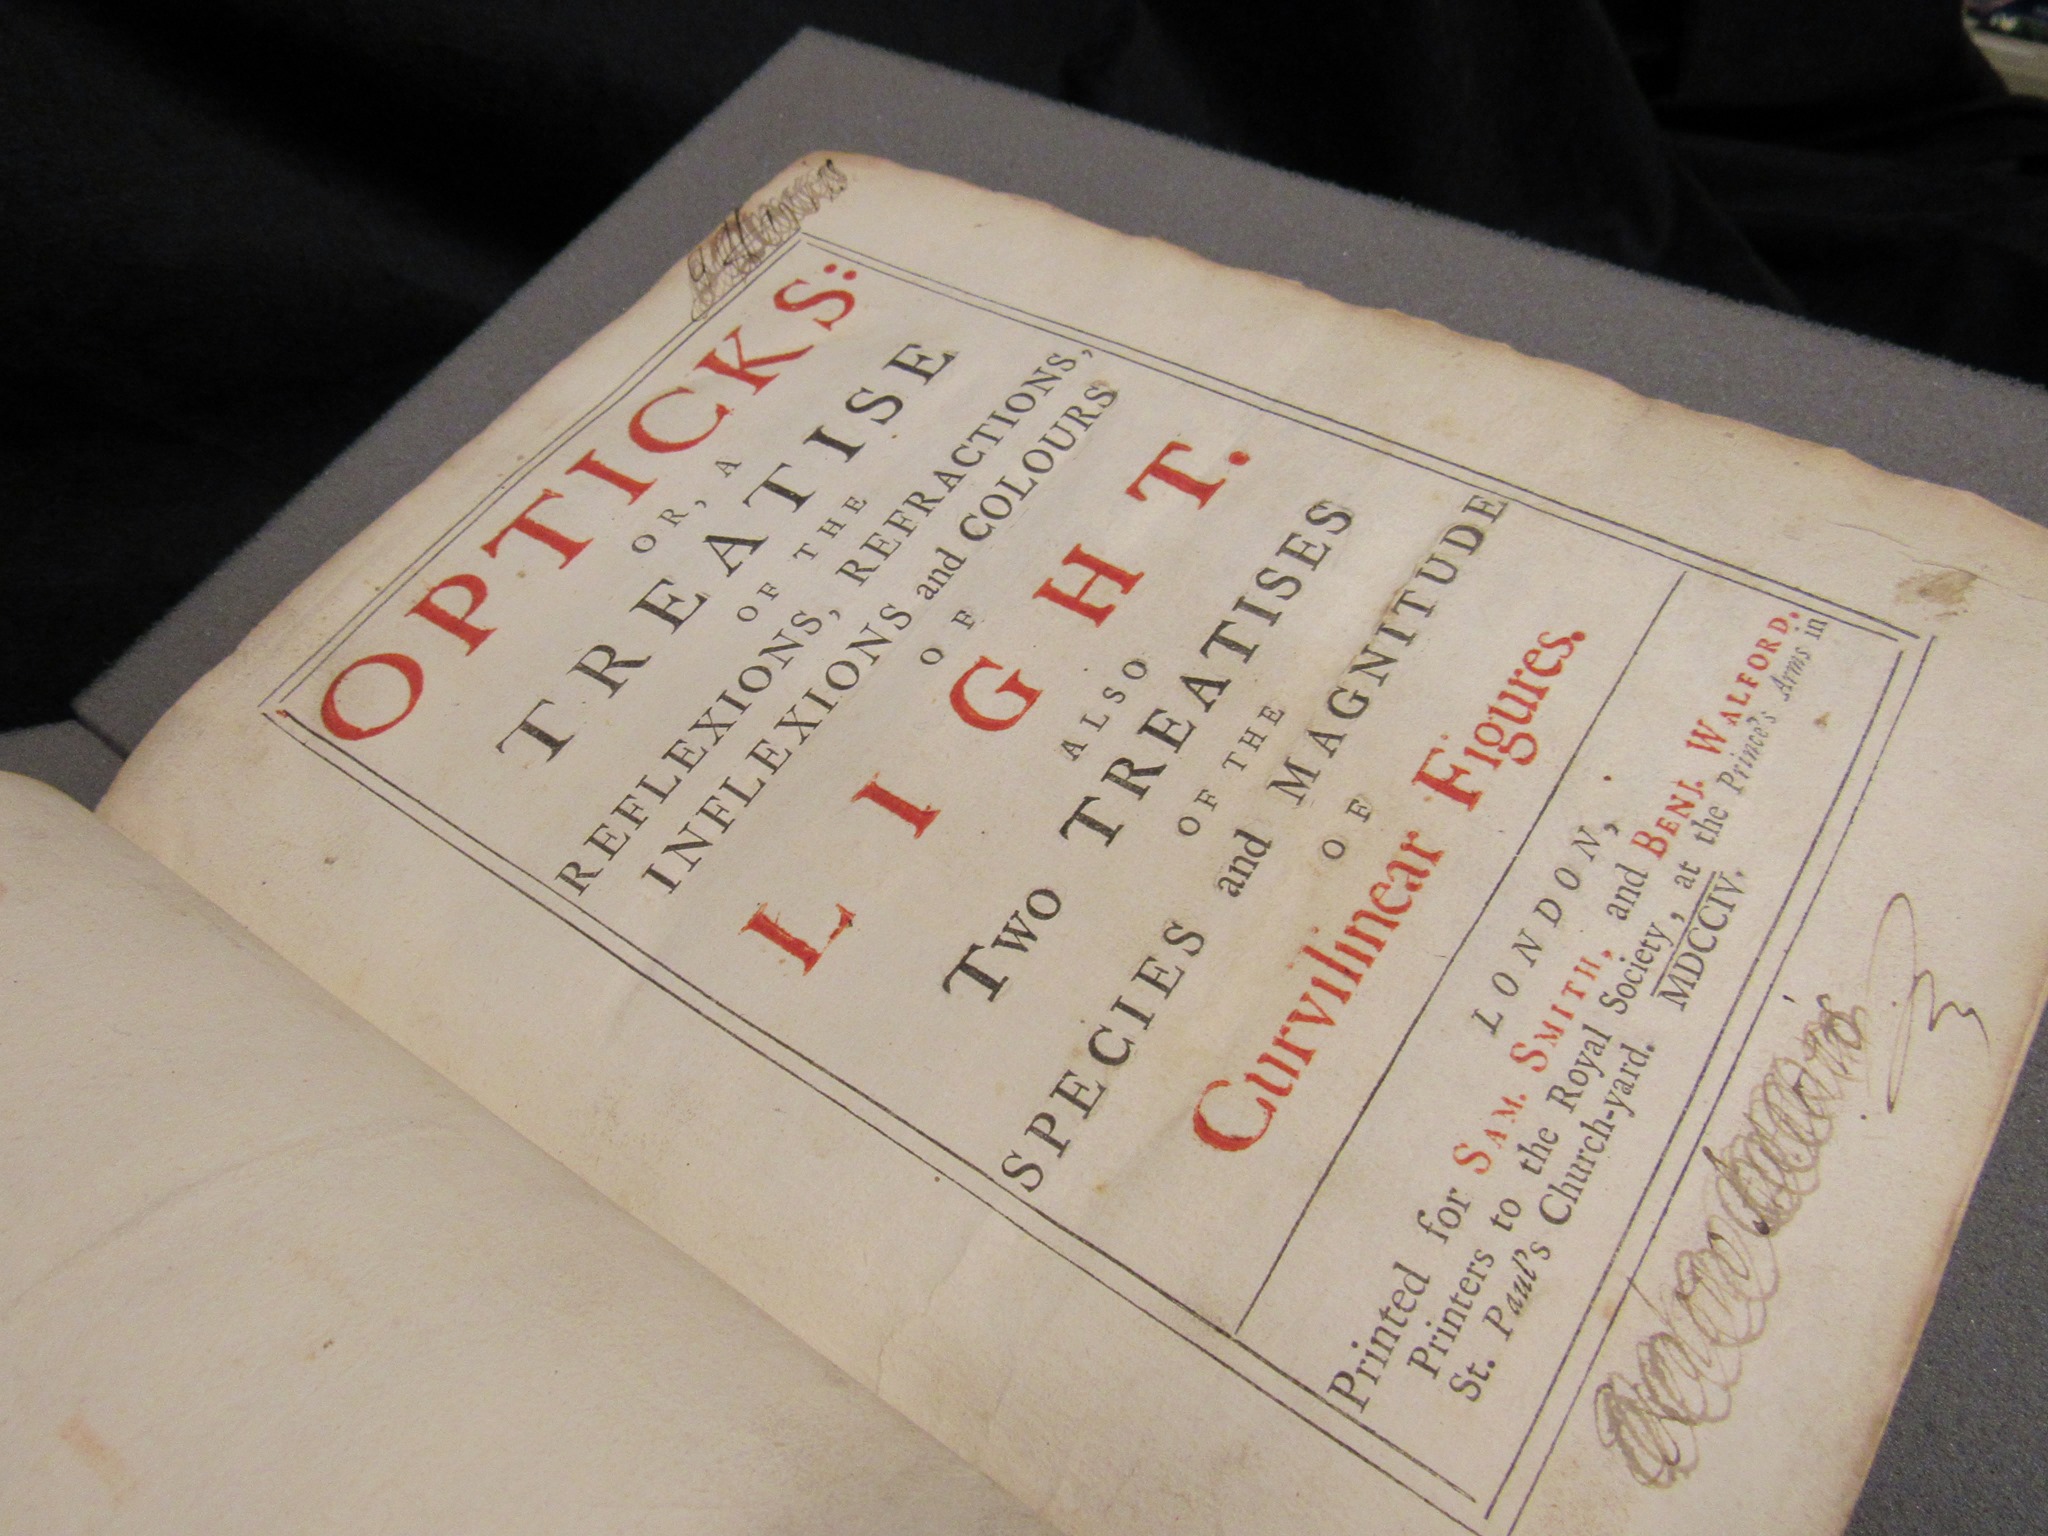 OPTICKS:
OR, A
TREATISE
OF THE
REFLEXIONS, REFRACTIONS,
INFLEXIONS and COLOURS
OF
LIGHT.
ALSO
Two TREATISES
OF THE
SPECIES and MAGNITUDE
OF
Curvilinear Figures.
LONDON,
Printed for SAM. SMITH, and BENJ. WALFORD,
Printers to the Royal Society, at the Prince's Arms in
St. Paul's Church-yard. MDCCIV.